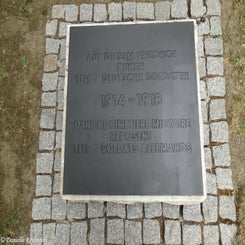 AUF DIESEM FRIEDHOF
RUHEN
DEUTSCHE SOLDATEN
1914 - 1918
DANS CE CIMETIERE MILITAIRE
REPOSENT
SOLDATS ALLEMANDS